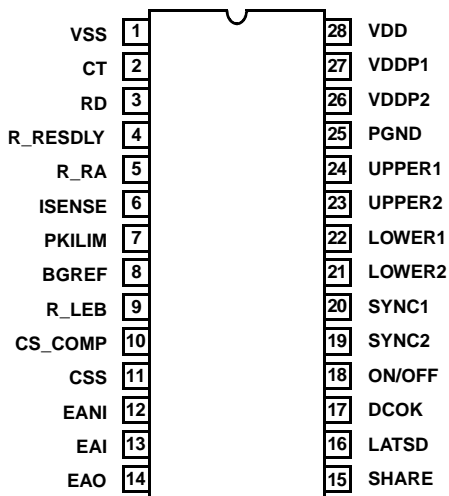 VSS 1 28 VDD
CT 2 27 VDDP1
RD 3 26 VDDP2
R_RESDLY 4 25 PGND
R_RA 5 24 UPPER1
ISENSE 6 23 UPPER2
PKILIM 7 22 LOWER1
BGREF 8 21 LOWER2
R_LEB 9 20 SYNC1
CS_COMP 10 19 SYNC2
CSS 11 18 ON/OFF
EANI 12 17 DCOK
EAI 13 16 LATSD
EAO 14 15 SHARE